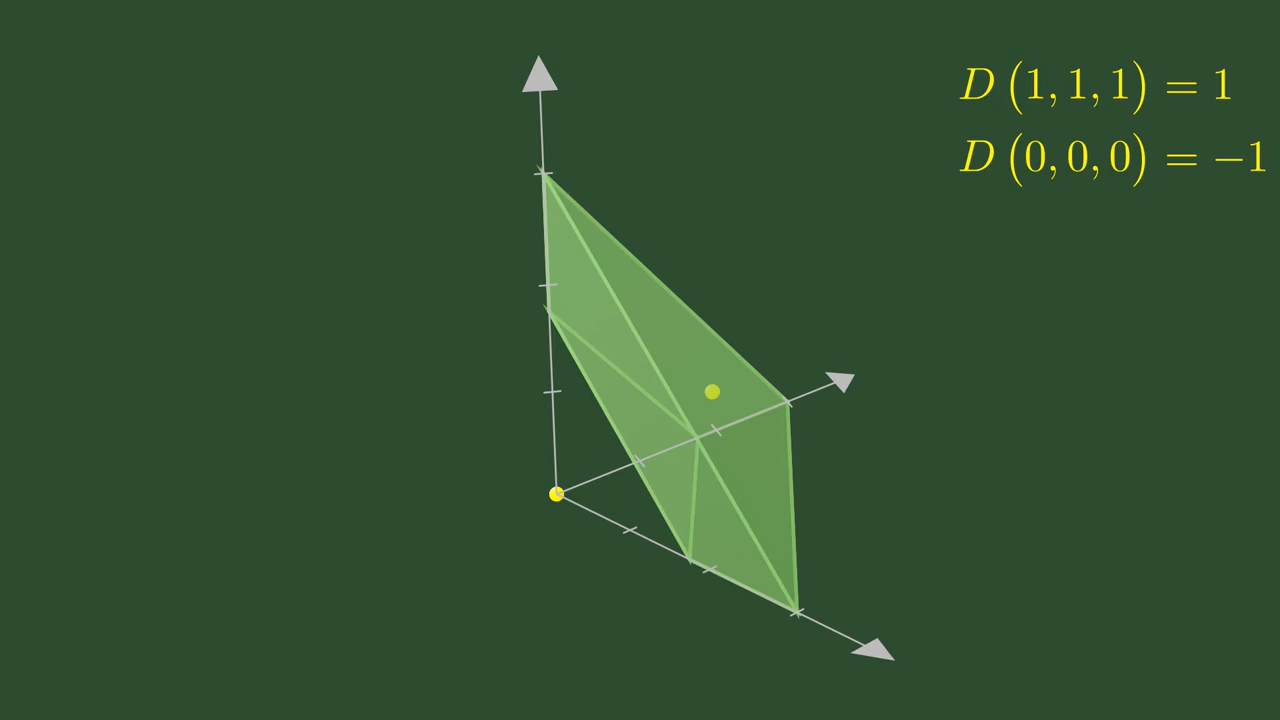 D (1, 1, 1) = 1
D (0, 0, 0) = −1